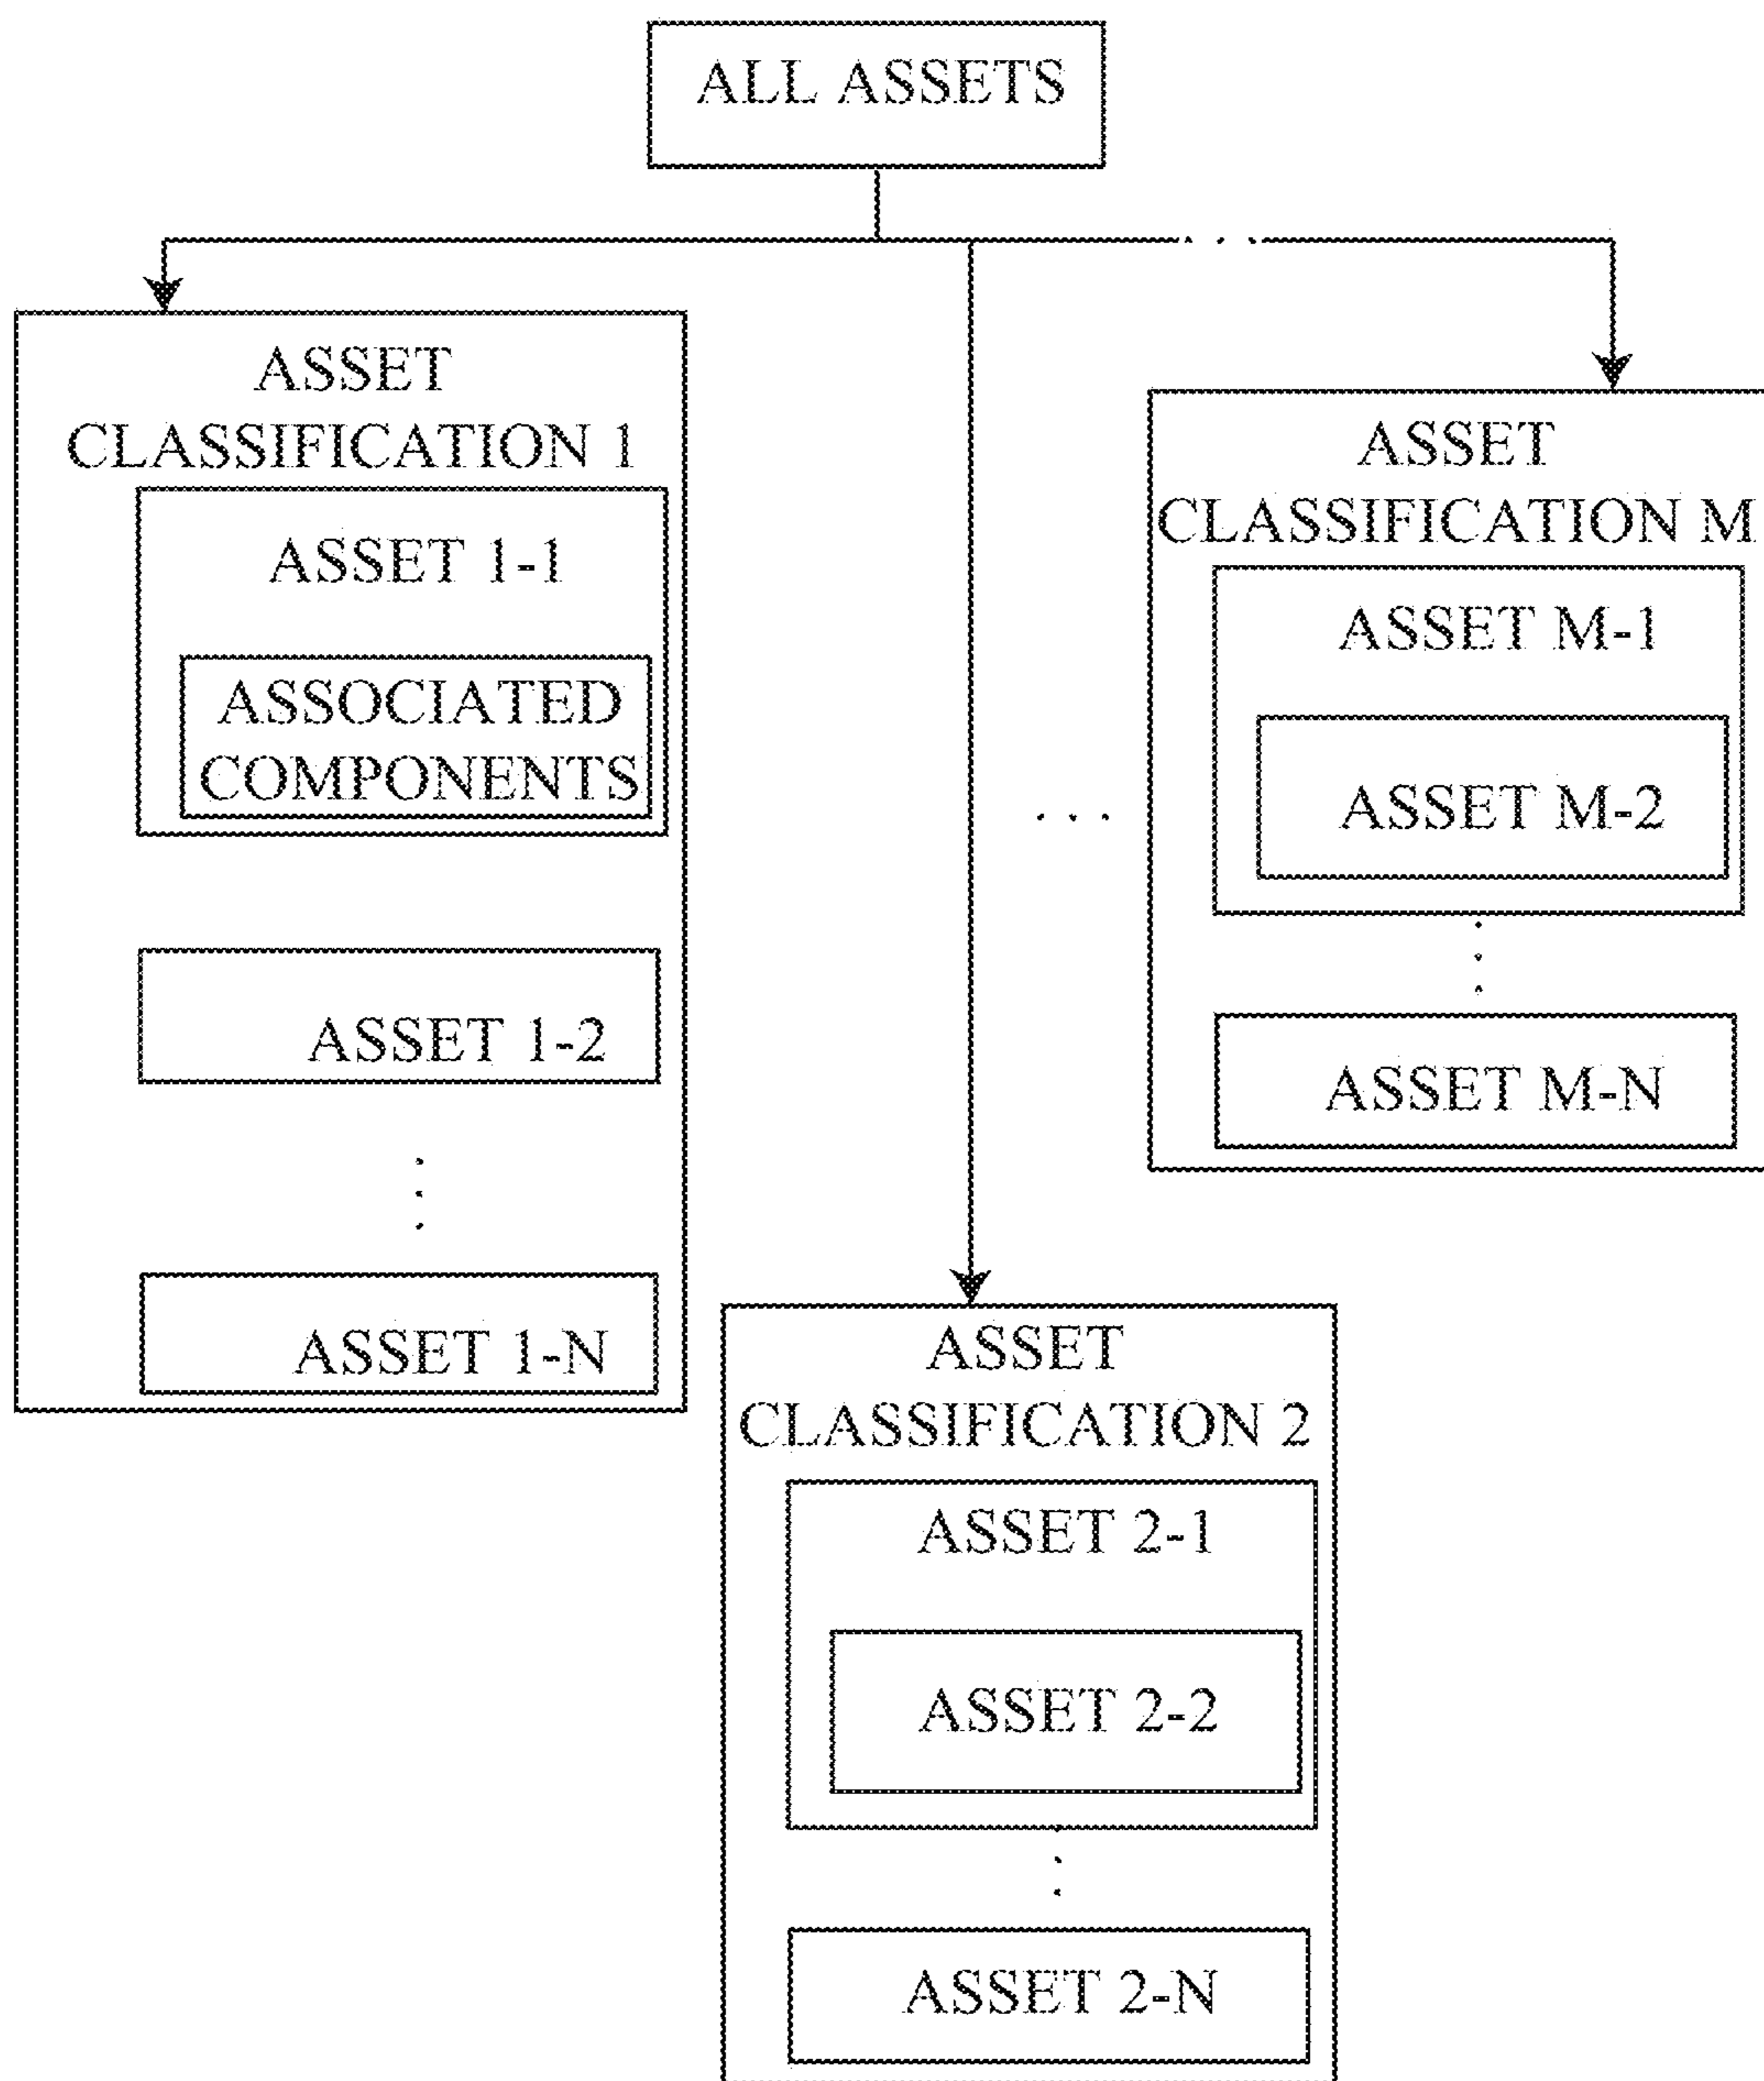 ALL ASSETS
ASSET
CLASSIFICATION 1
ASSET 1-1
ASSOCIATED
COMPONENTS
ASSET 1-2
ASSET 1-N
ASSET
CLASSIFICATION M
ASSET M-1
ASSET M-2
ASSET M-N
ASSET
CLASSIFICATION 2
ASSET 2-1
ASSET 2-2
ASSET 2-N